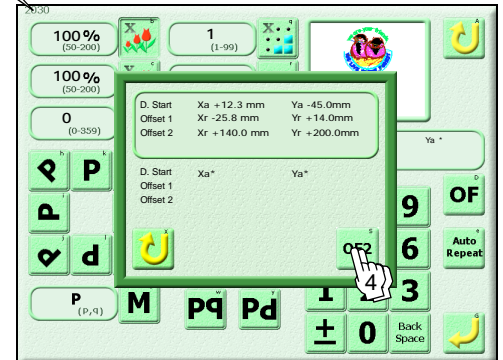 2030
100 %
(50-200)
b
X
1
(1-99)
q
X
A
100 %
(50-200)
c
X
r
0
(0-359)
Ya *
D. Start Xa +12.3 mm Ya -45.0mm
Offset 1 Xr -25.8 mm Yr +14.0mm
Offset 2 Xr +140.0 mm Yr +200.0mm
D. Start Xa* Ya*
Offset 1
Offset 2
X
S
OF2
4
h
P
k
P
i
P
j
P
l
d
9
D
OF
6
e
Auto
Repeat
P
(P,q)
M
w
Pq
Y
Pd
1
2
3
±
0
Back
Space
G